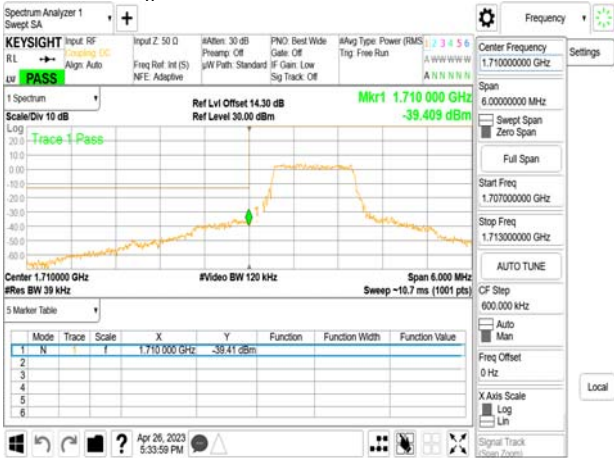 Spectrum Analyzer 1
Swept SA
+
Frequency
KEYSIGHT
RL
PASS
Input: RF
Coupling: DC
Align: Auto
Input Z: 50 Ω
Freq Ref: Int (S)
NFE: Adaptive
#Atten: 30 dB
Preamp: Off
µW Path: Standard
PNO: Best Wide
Gate: Off
IF Gain: Low
Sig Track: Off
#Avg Type: Power (RMS)
Trig: Free Run
1 2 3 4 5 6
A W W W W W
A N N N N N
1 Spectrum
Scale/Div 10 dB
Ref Lvl Offset 14.30 dB
Ref Level 30.00 dBm
Mkr1 1.710 000 GHz
-39.409 dBm
Log
Trace 1 Pass
20.0
10.0
0.00
-10.0
-20.0
-30.0
-40.0
-50.0
-60.0
Center 1.710000 GHz
#Res BW 39 kHz
#Video BW 120 kHz
Span 6.000 MHz
Sweep ~10.7 ms (1001 pts)
5 Marker Table
Mode Trace Scale X Y Function Function Width Function Value
1 N 1 f 1.710 000 GHz -39.41 dBm
2
3
4
5
6
Apr 26, 2023
5:33:59 PM
Center Frequency
1.710000000 GHz
Settings
Span
6.00000000 MHz
Swept Span
Zero Span
Full Span
Start Freq
1.707000000 GHz
Stop Freq
1.713000000 GHz
AUTO TUNE
CF Step
600.000 kHz
Auto
Man
Freq Offset
0 Hz
X Axis Scale
Log
Lin
Local
Signal Track
(Span Zoom)